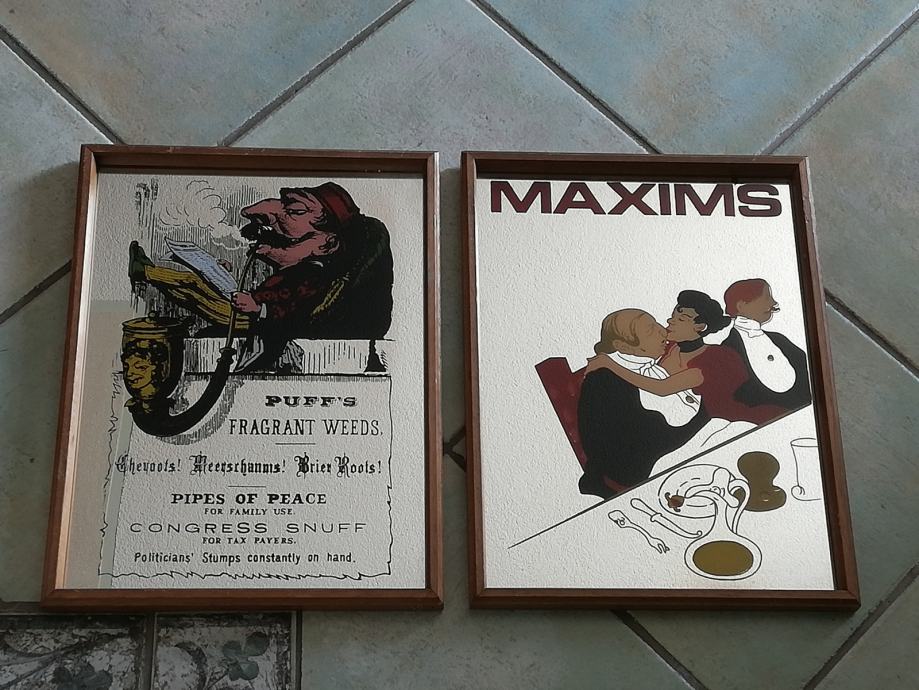 PUFF'S
FRAGRANT WEEDS.
Cheroots! Meerschaums! Brier Roots!
PIPES OF PEACE
FOR FAMILY USE.
CONGRESS SNUFF
FOR TAX PAYERS.
Politicians' Stumps constantly on hand.
MAXIMS